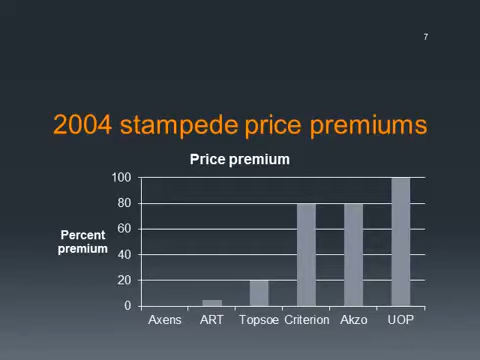 7
2004 stampede price premiums
Price premium
100
80
60
40
20
0
Percent
premium
Axens ART Topsoe Criterion Akzo UOP